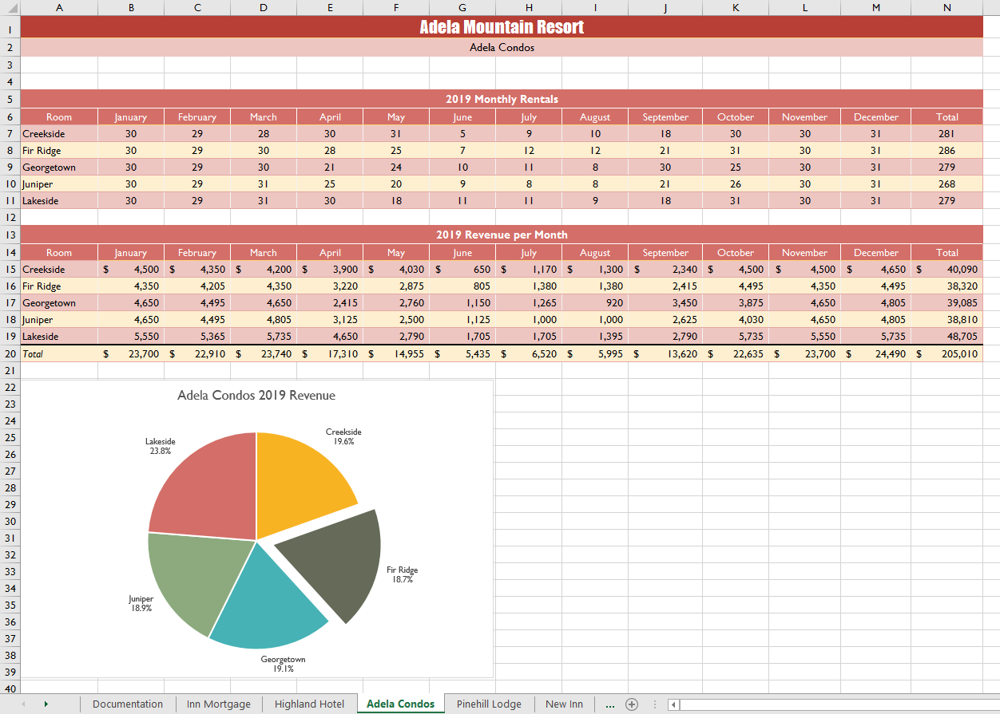 A B C D E F G H I J K L M N
1 Adela Mountain Resort
2 Adela Condos
3
4
5 2019 Monthly Rentals
6 Room January February March April May June July August September October November December Total
7 Creekside 30 29 28 30 31 5 9 10 18 30 30 31 281
8 Fir Ridge 30 29 30 28 25 7 12 12 21 31 30 31 286
9 Georgetown 30 29 30 21 24 10 11 8 30 25 30 31 279
10 Juniper 30 29 31 25 20 9 8 8 21 26 30 31 268
11 Lakeside 30 29 31 30 18 11 11 9 18 31 30 31 279
12
13 2019 Revenue per Month
14 Room January February March April May June July August September October November December Total
15 Creekside $ 4,500 $ 4,350 $ 4,200 $ 3,900 $ 4,030 $ 650 $ 1,170 $ 1,300 $ 2,340 $ 4,500 $ 4,500 $ 4,650 $ 40,090
16 Fir Ridge 4,350 4,205 4,350 3,220 2,875 805 1,380 1,380 2,415 4,495 4,350 4,495 38,320
17 Georgetown 4,650 4,495 4,650 2,415 2,760 1,150 1,265 920 3,450 3,875 4,650 4,805 39,085
18 Juniper 4,650 4,495 4,805 3,125 2,500 1,125 1,000 1,000 2,625 4,030 4,650 4,805 38,810
19 Lakeside 5,550 5,365 5,735 4,650 2,790 1,705 1,705 1,395 2,790 5,735 5,550 5,735 48,705
20 Total $ 23,700 $ 22,910 $ 23,740 $ 17,310 $ 14,955 $ 5,435 $ 6,520 $ 5,995 $ 13,620 $ 22,635 $ 23,700 $ 24,490 $ 205,010
21
22
23
24
25
26
27
28
29
30
31
32
33
34
35
36
37
38
39
40
Adela Condos 2019 Revenue
Creekside
19.6%
Lakeside
23.8%
Fir Ridge
18.7%
Juniper
18.9%
Georgetown
19.1%
Documentation Inn Mortgage Highland Hotel Adela Condos Pinehill Lodge New Inn ...